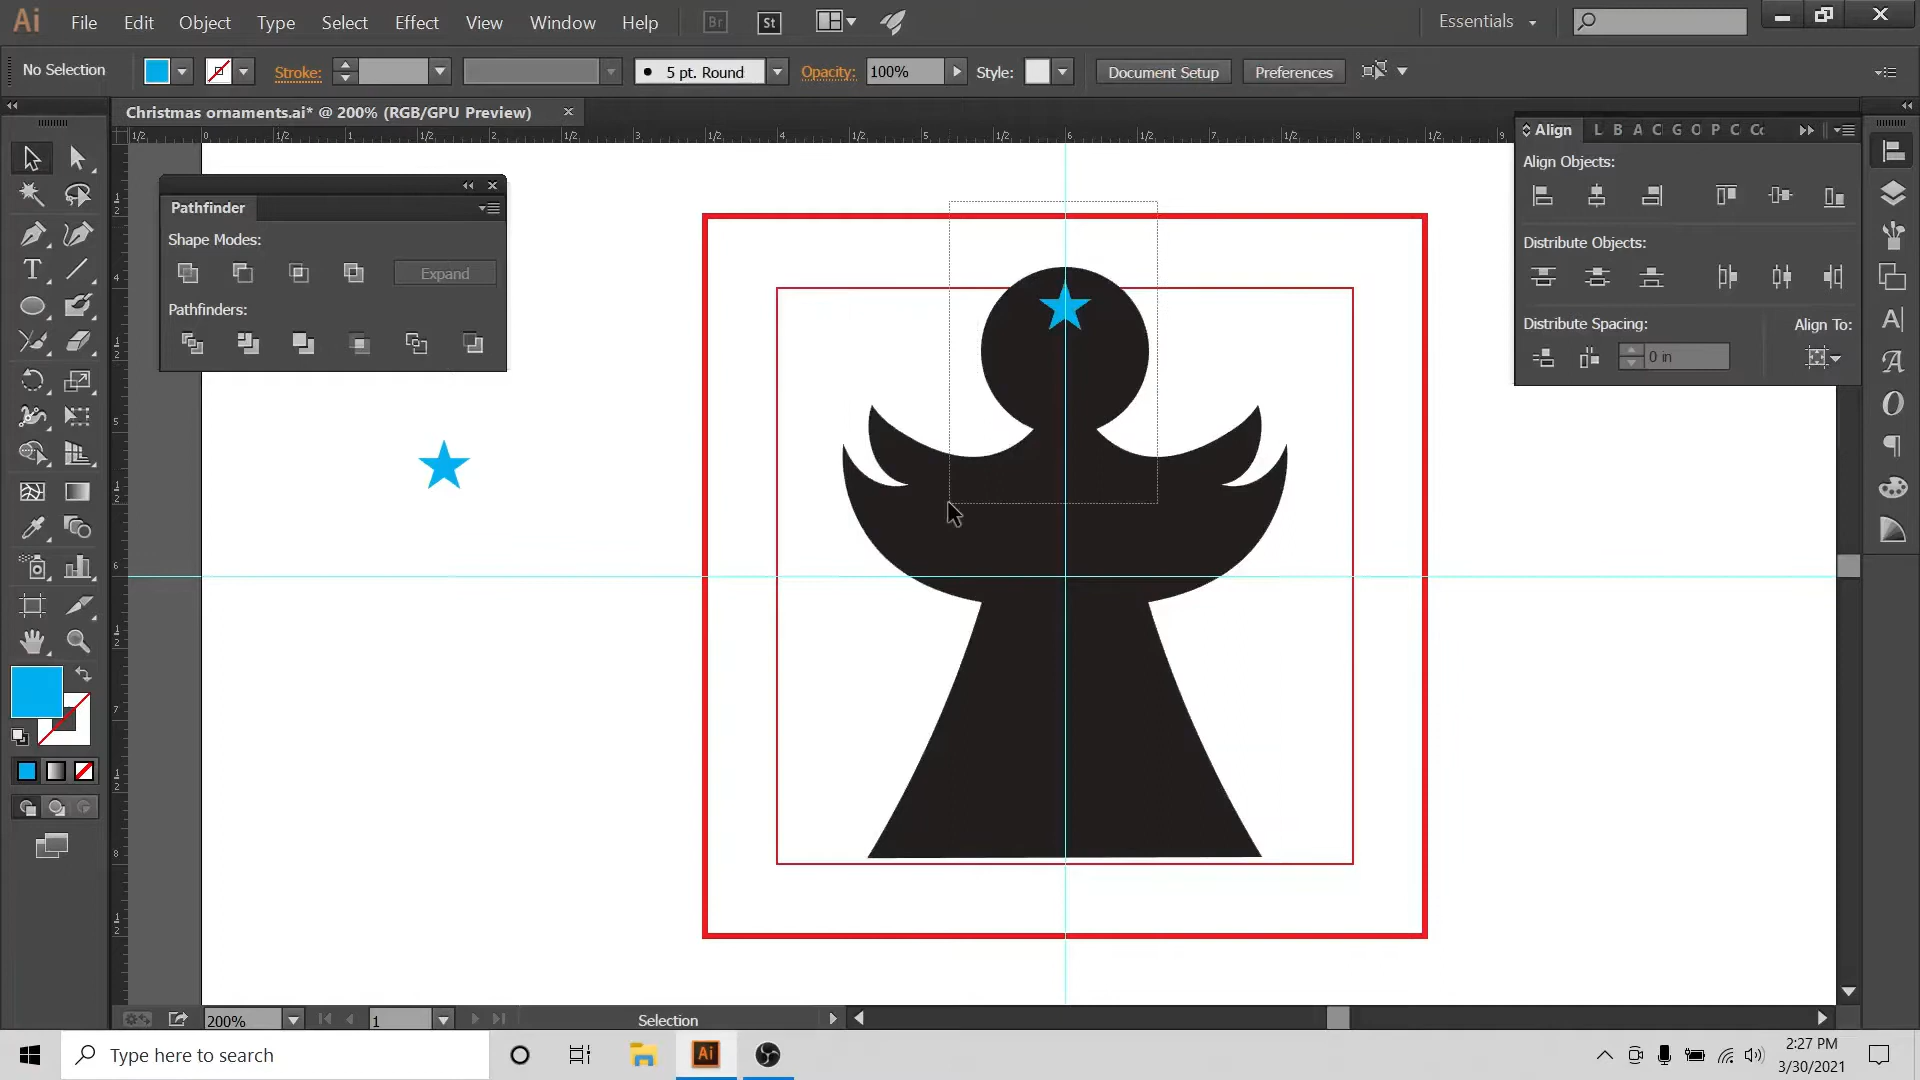 Ai File Edit Object Type Select Effect View Window Help Br St Essentials
No Selection Stroke: 5 pt. Round Opacity: 100% Style: Document Setup Preferences
Christmas ornaments.ai* @ 200% (RGB/GPU Preview)
Align L B A C G O P C Cc
Align Objects:
Distribute Objects:
Distribute Spacing: Align To:
0 in
Pathfinder
Shape Modes:
Expand
Pathfinders:
200% 1 Selection
Type here to search
Ai
2:27 PM
3/30/2021